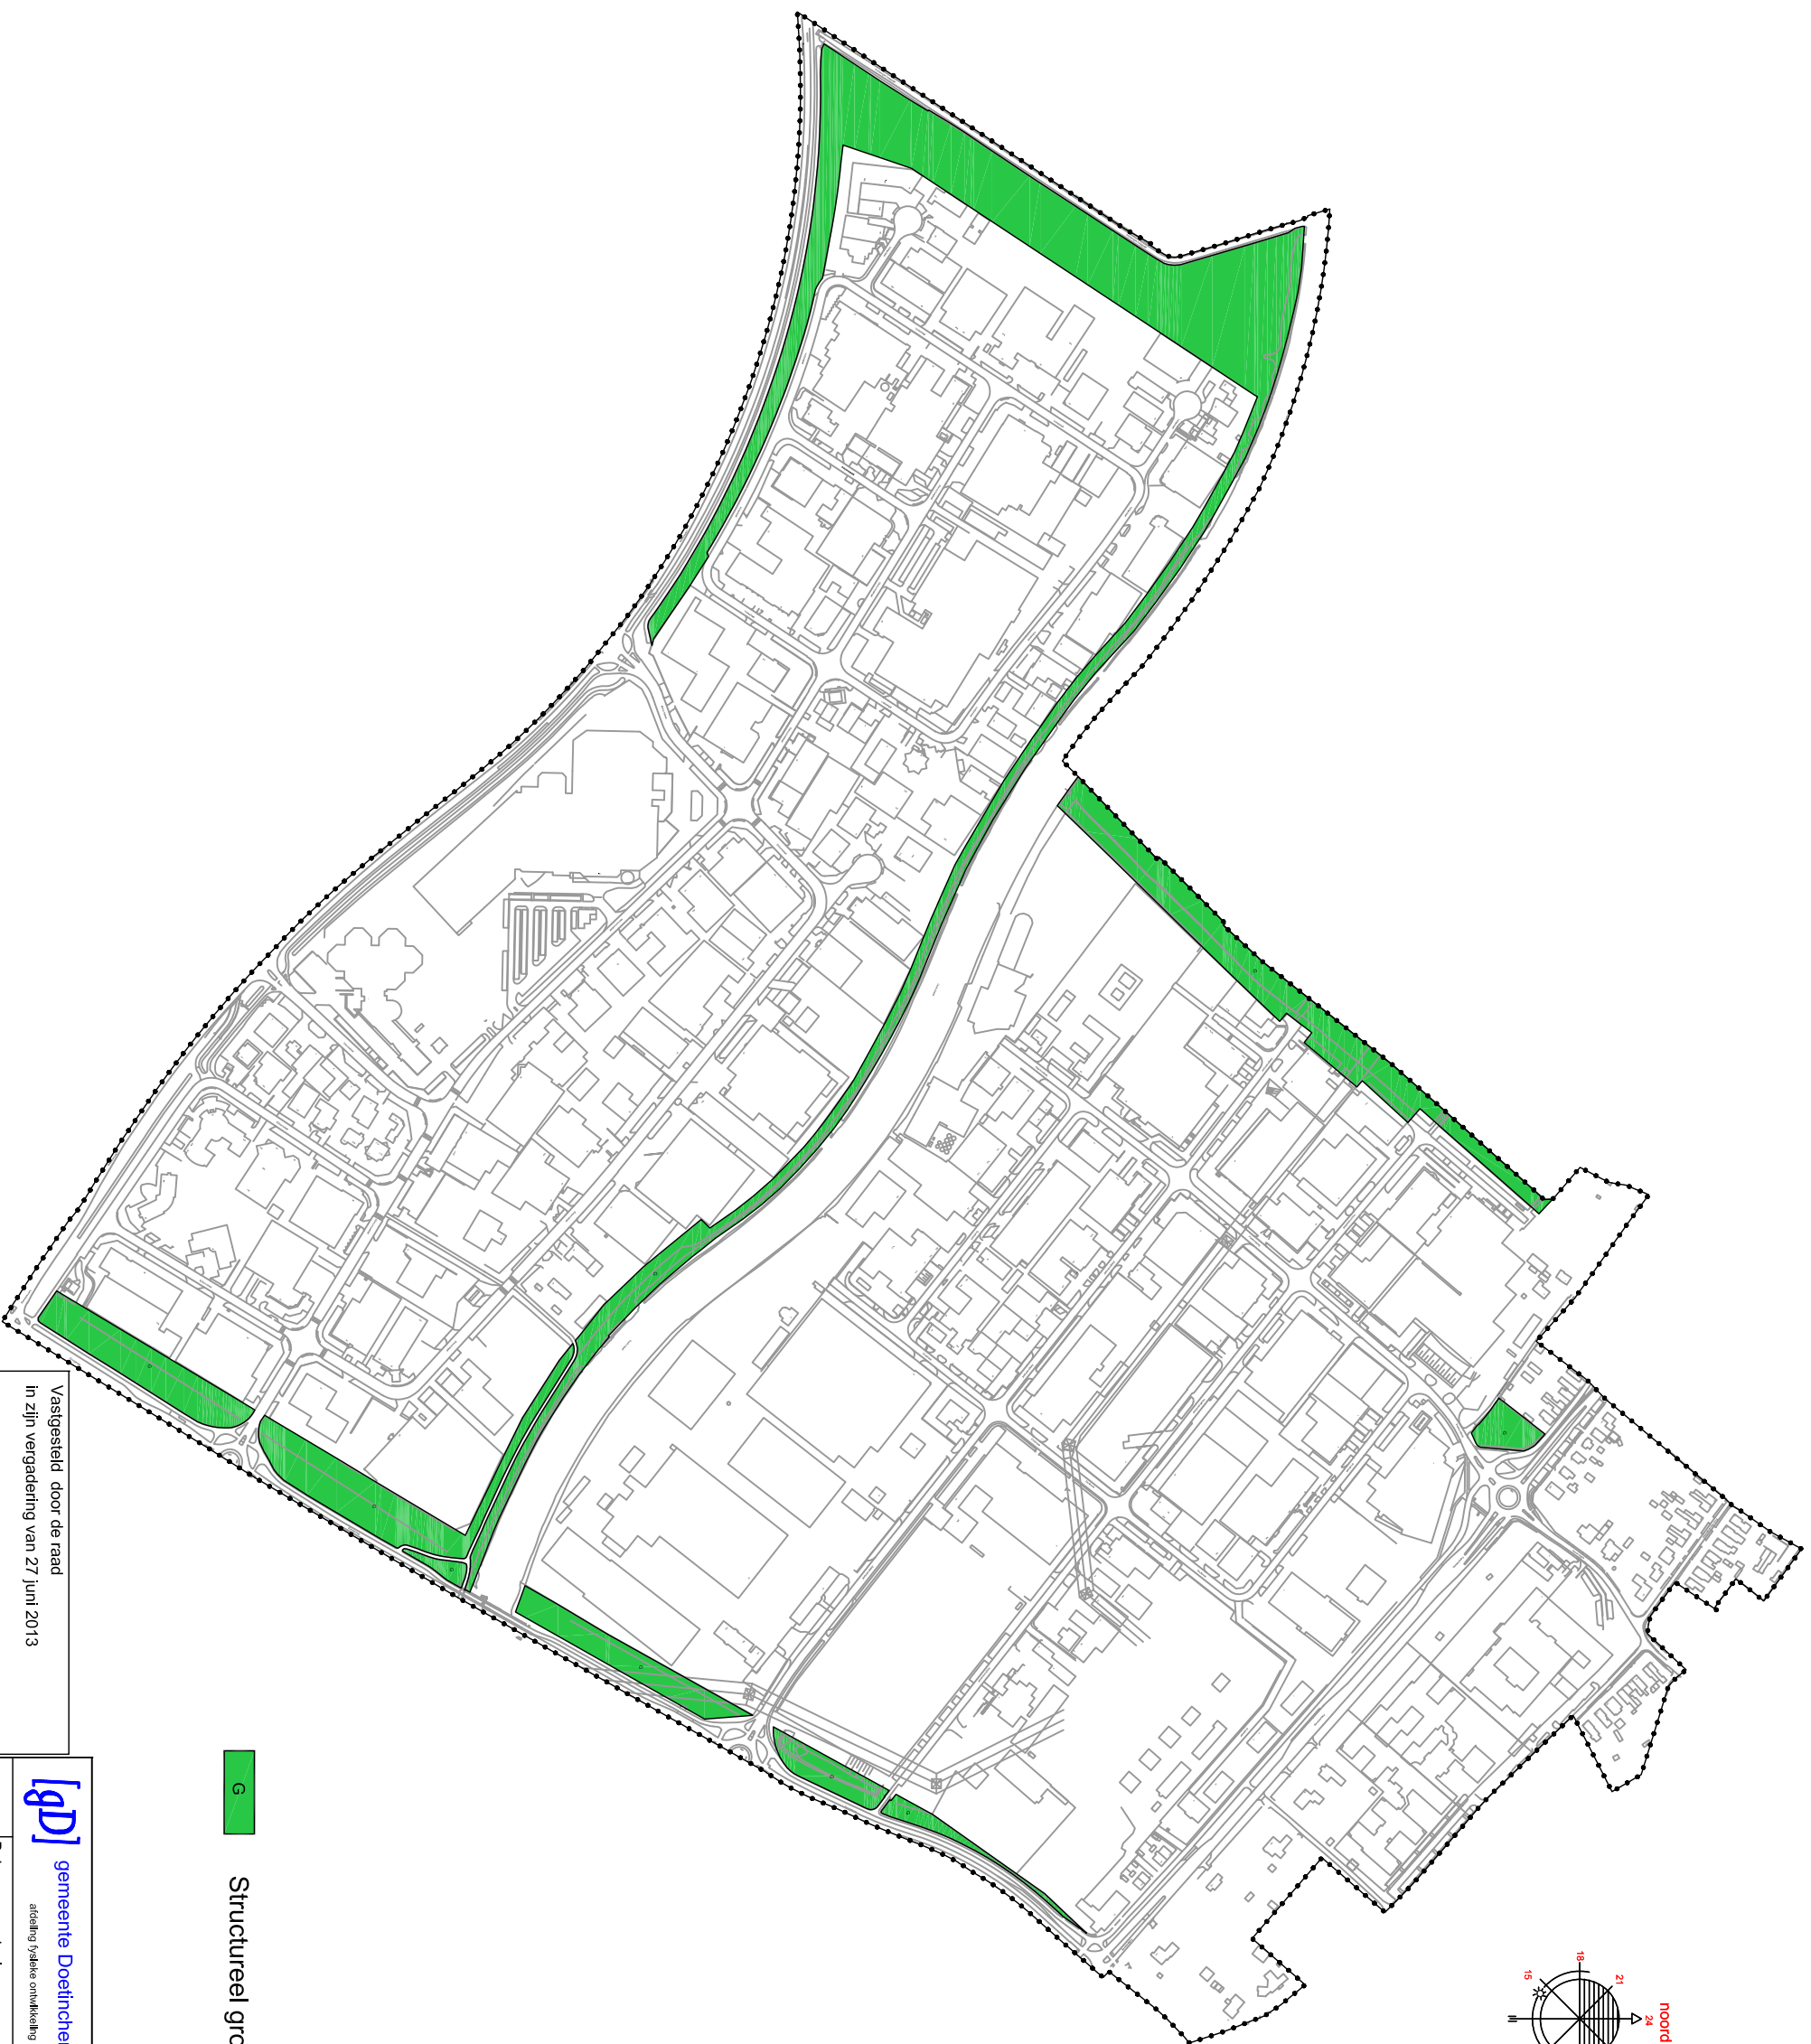 noord
24
21
18
15
G
Structureel gro
Vastgesteld door de raad
in zijn vergadering van 27 juni 2013
[gD] gemeente Doetinchem
afdeling fysieke ontwikkeling